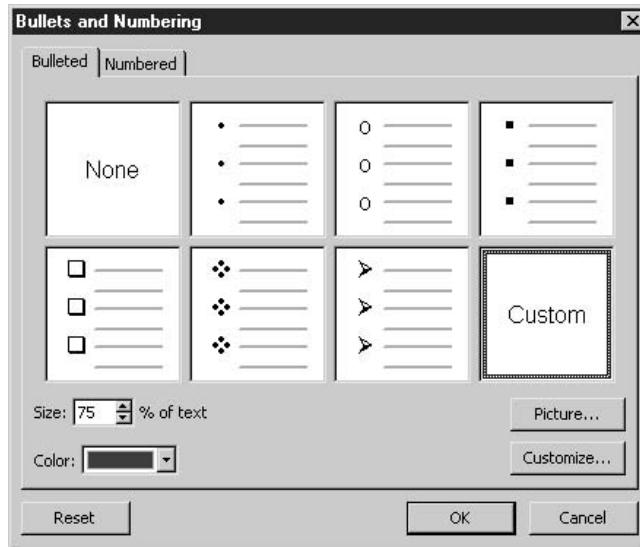 Bullets and Numbering
Bulleted Numbered
None
Custom
Size: 75 % of text
Picture...
Color:
Customize...
Reset OK Cancel